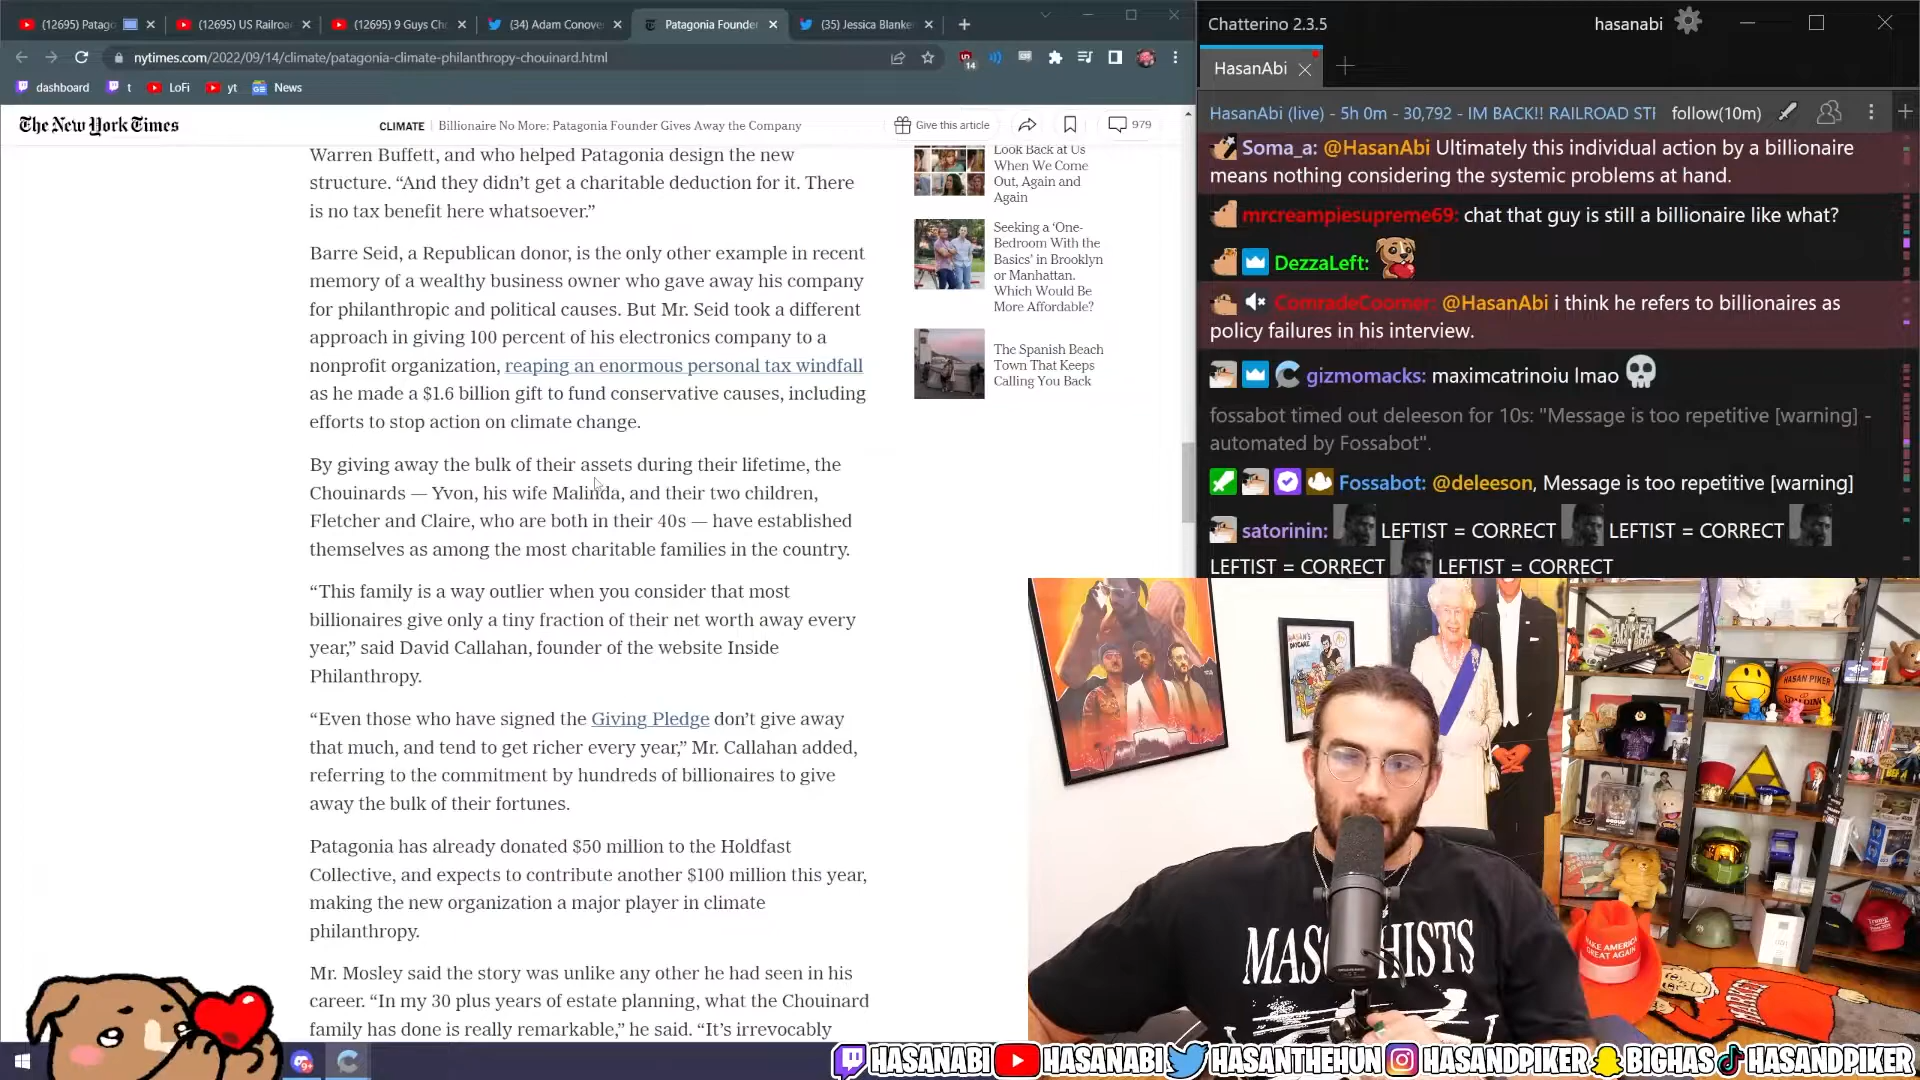 (12695) Patago
(12695) US Railroa
(12695) 9 Guys Ch
(34) Adam Conove
Patagonia Founder
(35) Jessica Blanke
nytimes.com/2022/09/14/climate/patagonia-climate-philanthropy-chouinard.html
14
dashboard
t
LoFi
yt
News
The New York Times
CLIMATE
Billionaire No More: Patagonia Founder Gives Away the Company
Give this article
979
Warren Buffett, and who helped Patagonia design the new
structure. “And they didn’t get a charitable deduction for it. There
is no tax benefit here whatsoever.”
Barre Seid, a Republican donor, is the only other example in recent
memory of a wealthy business owner who gave away his company
for philanthropic and political causes. But Mr. Seid took a different
approach in giving 100 percent of his electronics company to a
nonprofit organization, reaping an enormous personal tax windfall
as he made a $1.6 billion gift to fund conservative causes, including
efforts to stop action on climate change.
By giving away the bulk of their assets during their lifetime, the
Chouinards — Yvon, his wife Malinda, and their two children,
Fletcher and Claire, who are both in their 40s — have established
themselves as among the most charitable families in the country.
“This family is a way outlier when you consider that most
billionaires give only a tiny fraction of their net worth away every
year,” said David Callahan, founder of the website Inside
Philanthropy.
“Even those who have signed the Giving Pledge don’t give away
that much, and tend to get richer every year,” Mr. Callahan added,
referring to the commitment by hundreds of billionaires to give
away the bulk of their fortunes.
Patagonia has already donated $50 million to the Holdfast
Collective, and expects to contribute another $100 million this year,
making the new organization a major player in climate
philanthropy.
Mr. Mosley said the story was unlike any other he had seen in his
career. “In my 30 plus years of estate planning, what the Chouinard
family has done is really remarkable,” he said. “It’s irrevocably
Look Back at Us
When We Come
Out, Again and
Again
Seeking a ‘One-
Bedroom With the
Basics’ in Brooklyn
or Manhattan.
Which Would Be
More Affordable?
The Spanish Beach
Town That Keeps
Calling You Back
Chatterino 2.3.5
hasanabi
HasanAbi
HasanAbi (live) - 5h 0m - 30,792 - IM BACK!! RAILROAD STI
follow(10m)
Soma_a: @HasanAbi Ultimately this individual action by a billionaire
means nothing considering the systemic problems at hand.
mrcreampiesupreme69: chat that guy is still a billionaire like what?
DezzaLeft:
ComradeCoomer: @HasanAbi i think he refers to billionaires as
policy failures in his interview.
gizmomacks: maximcatrinoiu lmao
fossabot timed out deleeson for 10s: "Message is too repetitive [warning] -
automated by Fossabot".
Fossabot: @deleeson, Message is too repetitive [warning]
satorinin: LEFTIST = CORRECT LEFTIST = CORRECT
LEFTIST = CORRECT LEFTIST = CORRECT
HASAN PIKER
SPALDING
MAKE AMERICA
GREAT AGAIN
Trump
HASANABI HASANABI HASANTHEHUN HASANDPIKER BIGHAS HASANDPIKER